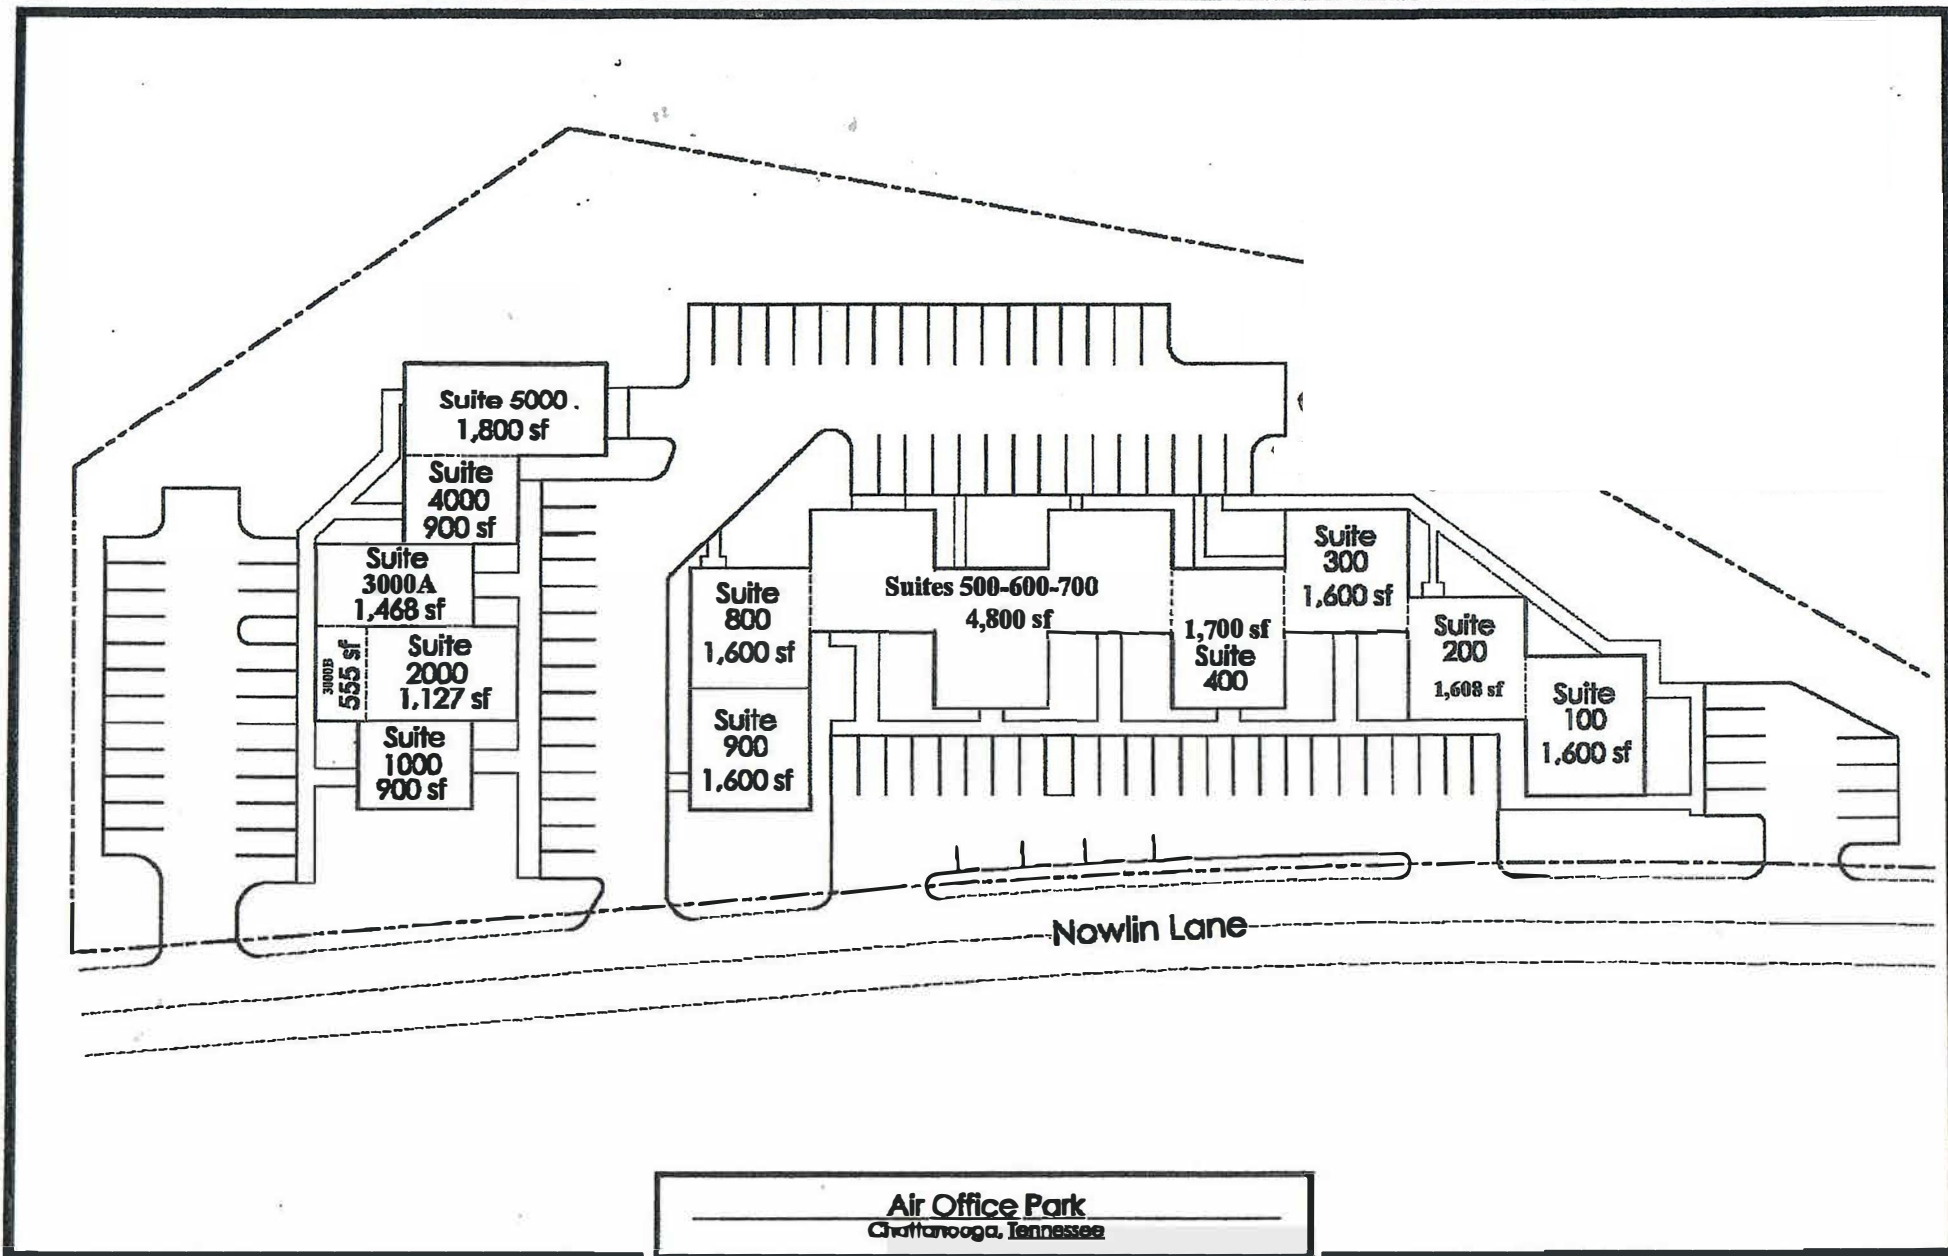 Suite 5000 .
1,800 sf
Suite
4000
900 sf
Suite
3000A
1,468 sf
3000B
555 sf
Suite
2000
1,127 sf
Suite
1000
900 sf
Suite
800
1,600 sf
Suite
900
1,600 sf
Suites 500-600-700
4,800 sf
1,700 sf
Suite
400
Suite
300
1,600 sf
Suite
200
1,608 sf
Suite
100
1,600 sf
Nowlin Lane
Air Office Park
Chattanooga, Tennessee